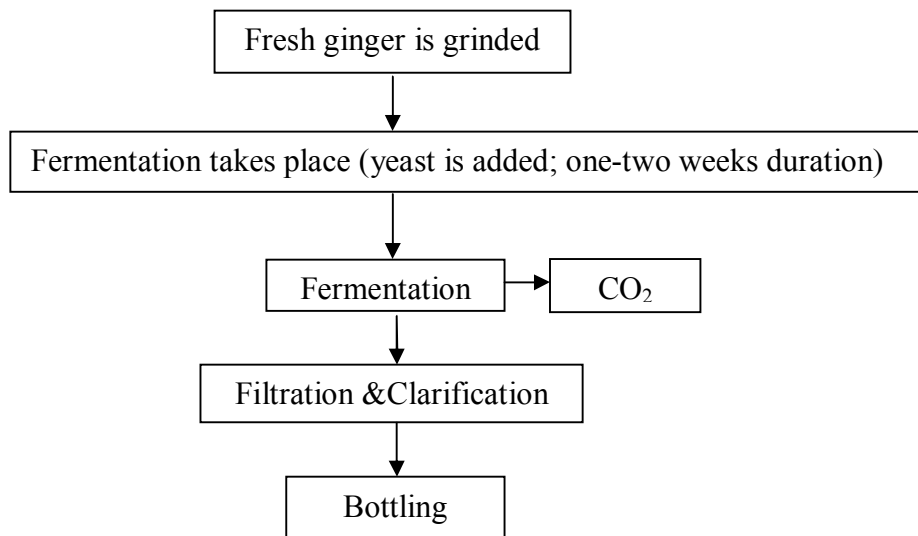 Fresh ginger is grinded
Fermentation takes place (yeast is added; one-two weeks duration)
Fermentation
CO₂
Filtration &Clarification
Bottling